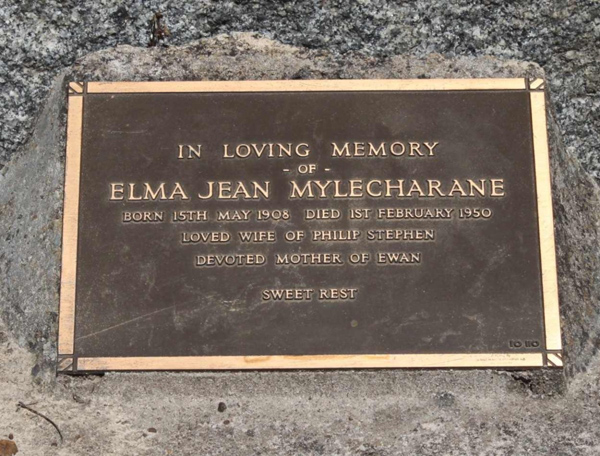 IN LOVING MEMORY
- OF -
ELMA JEAN MYLECHARANE
BORN 15TH MAY 1908 DIED 1ST FEBRUARY 1950
LOVED WIFE OF PHILIP STEPHEN
DEVOTED MOTHER OF EWAN
SWEET REST